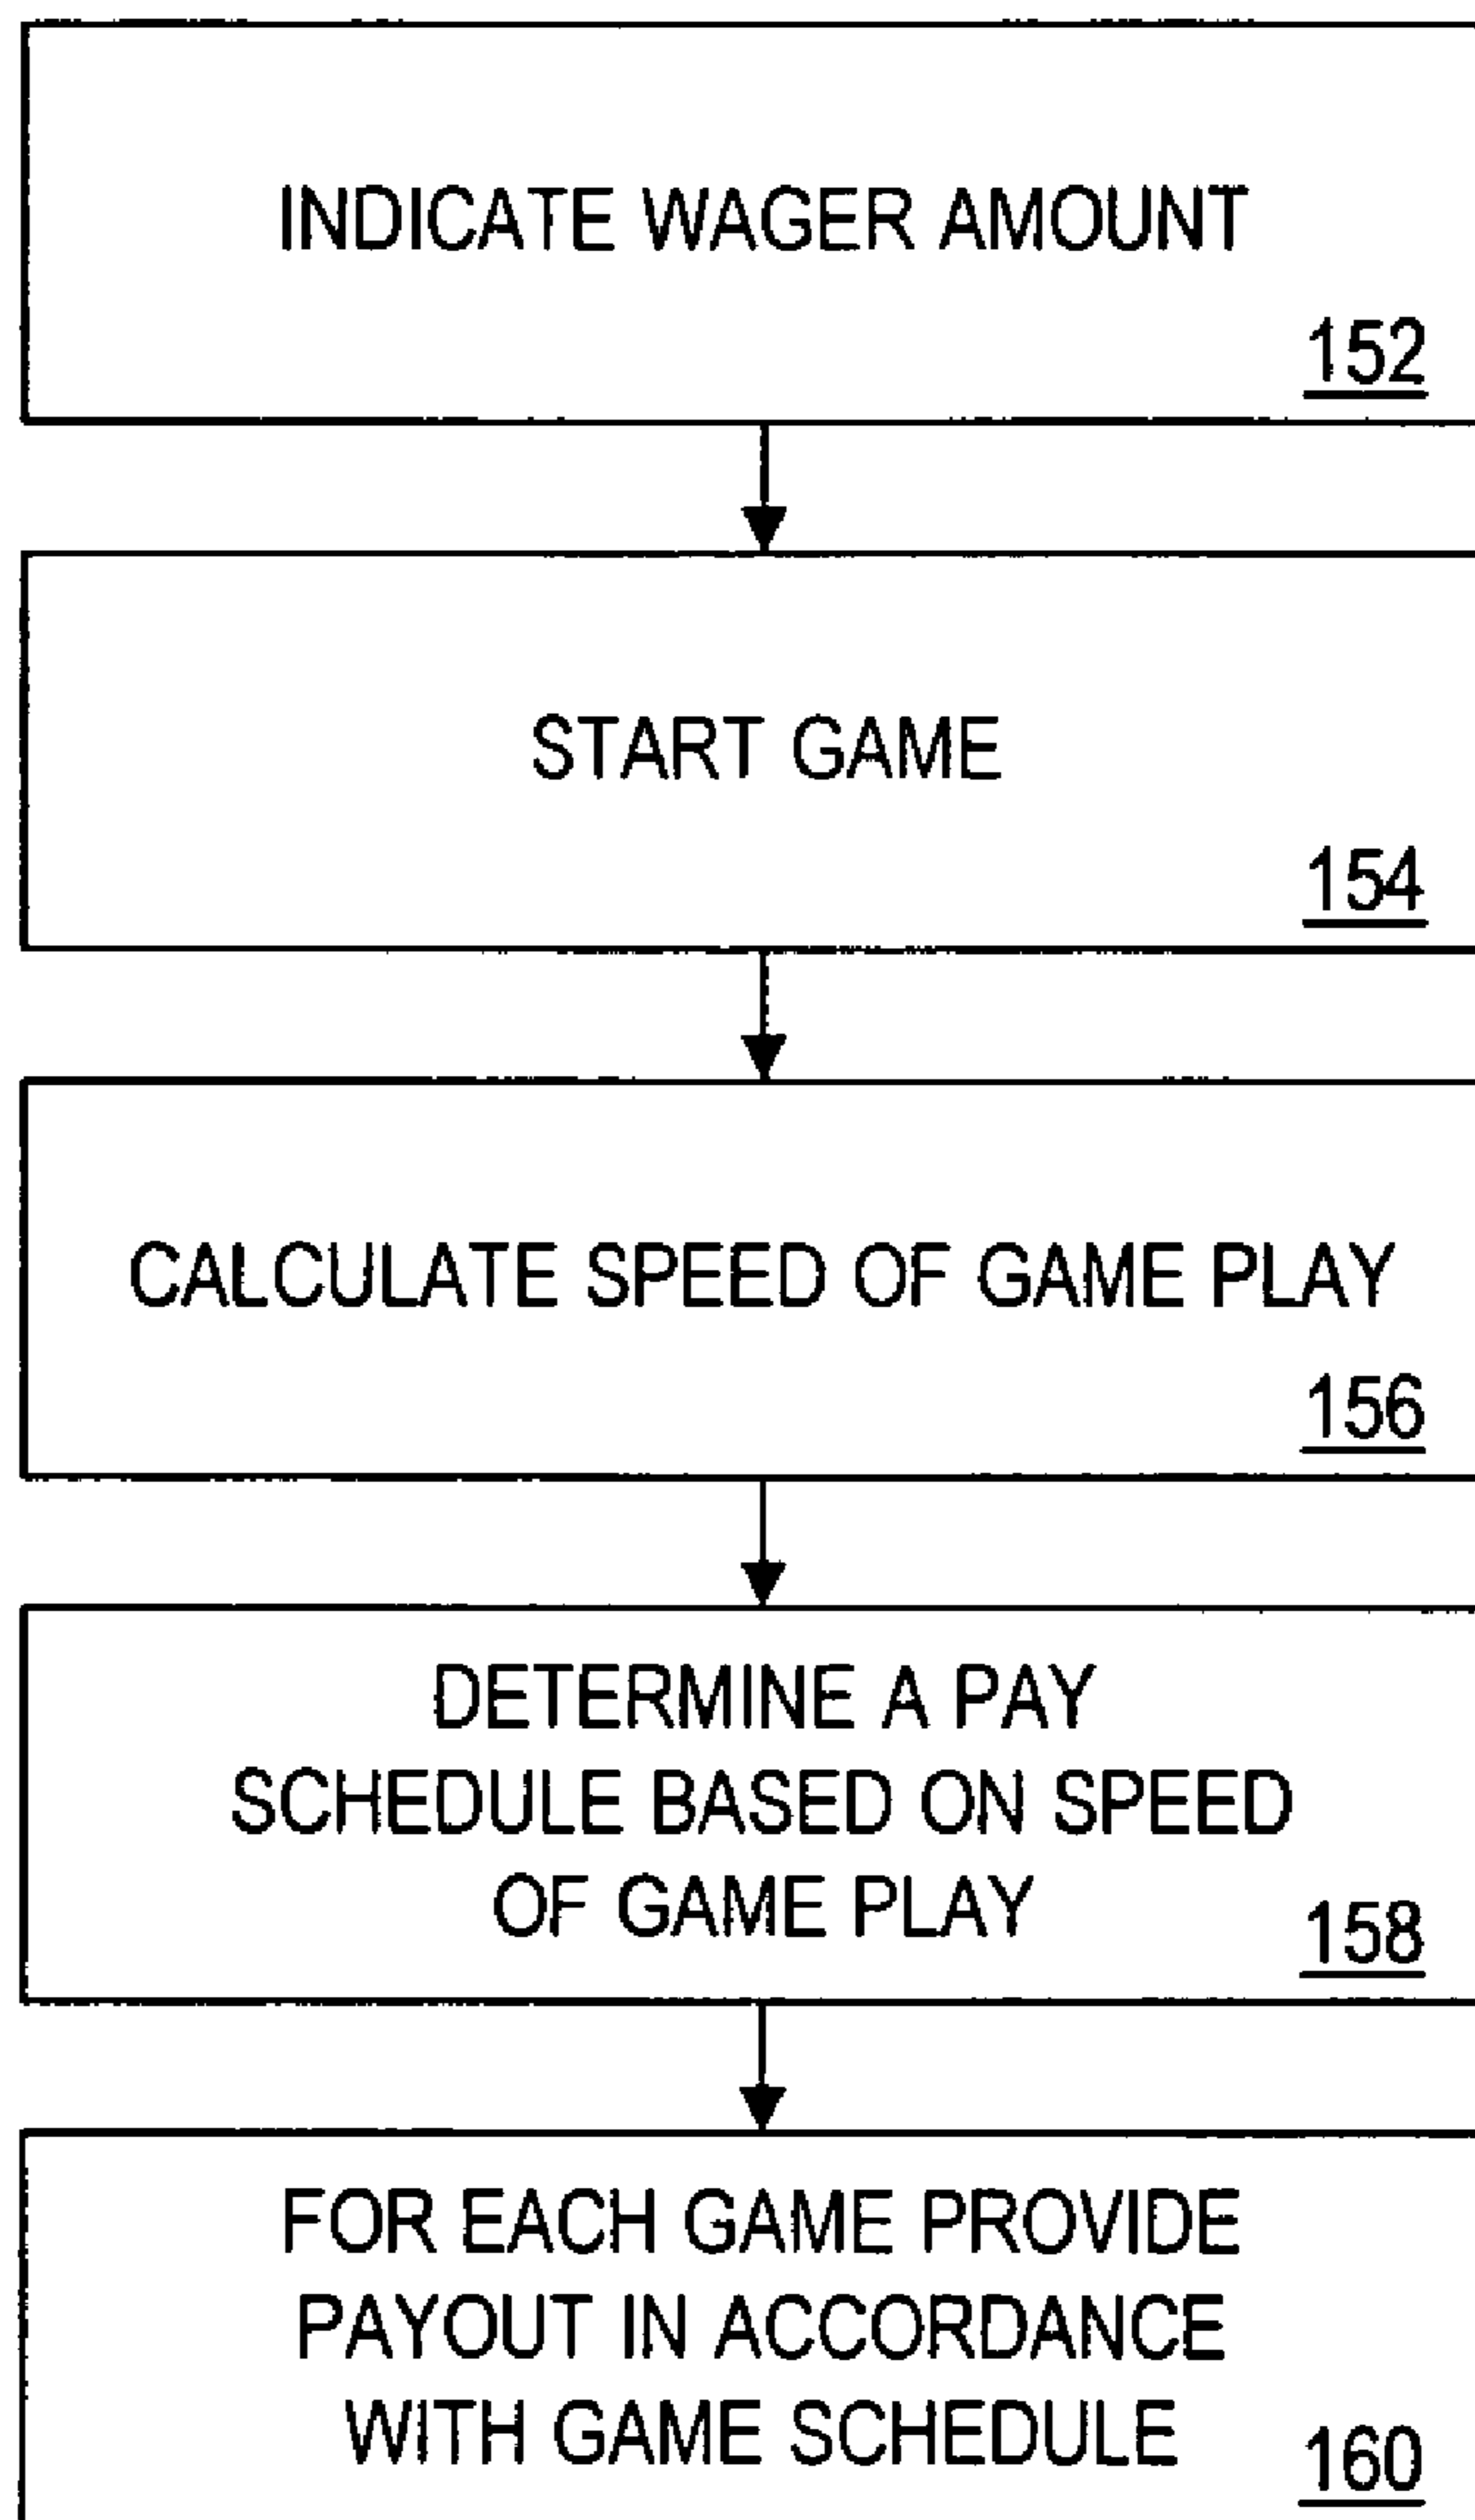 INDICATE WAGER AMOUNT
152
START GAME
154
CALCULATE SPEED OF GAME PLAY
156
DETERMINE A PAY
SCHEDULE BASED ON SPEED
OF GAME PLAY
158
FOR EACH GAME PROVIDE
PAYOUT IN ACCORDANCE
WITH GAME SCHEDULE
160